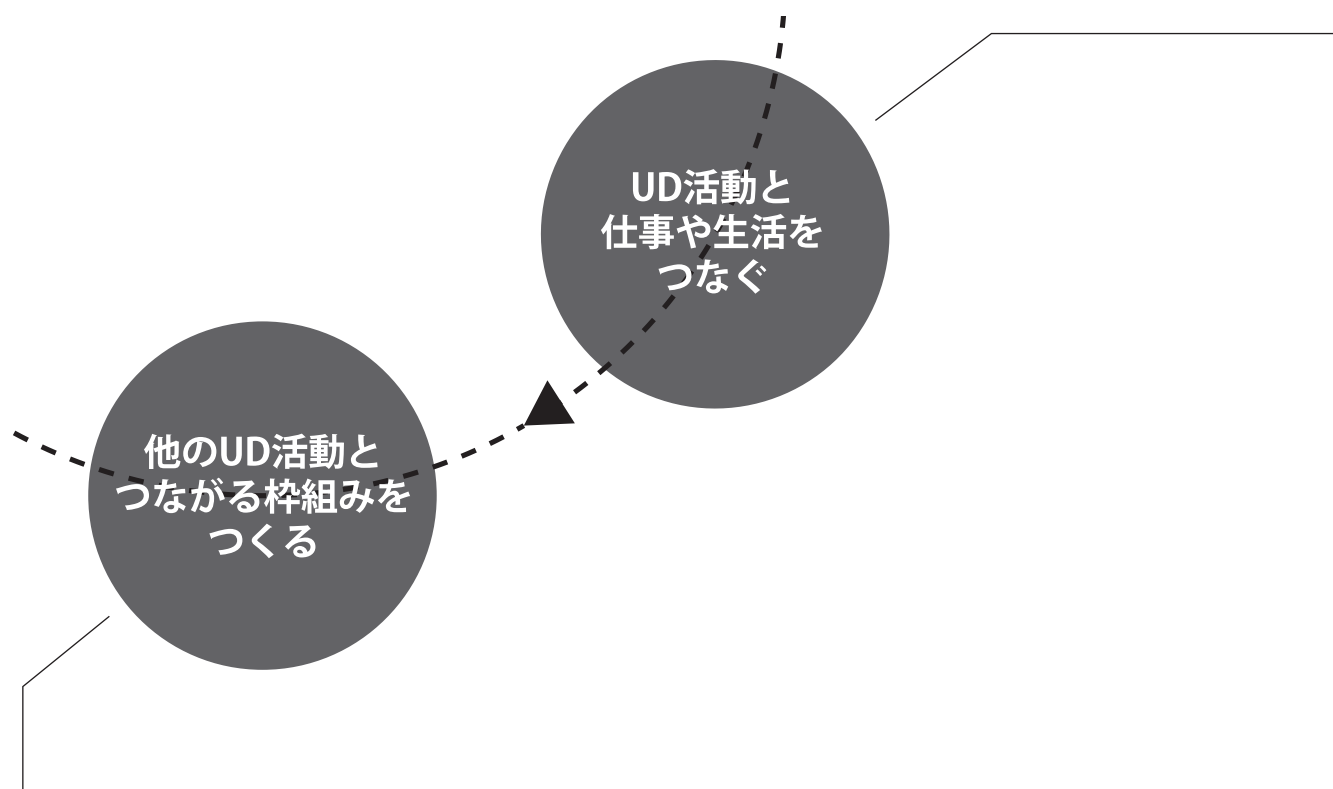 UD活動と
仕事や生活を
つなぐ
他のUD活動と
つながる枠組みを
つくる